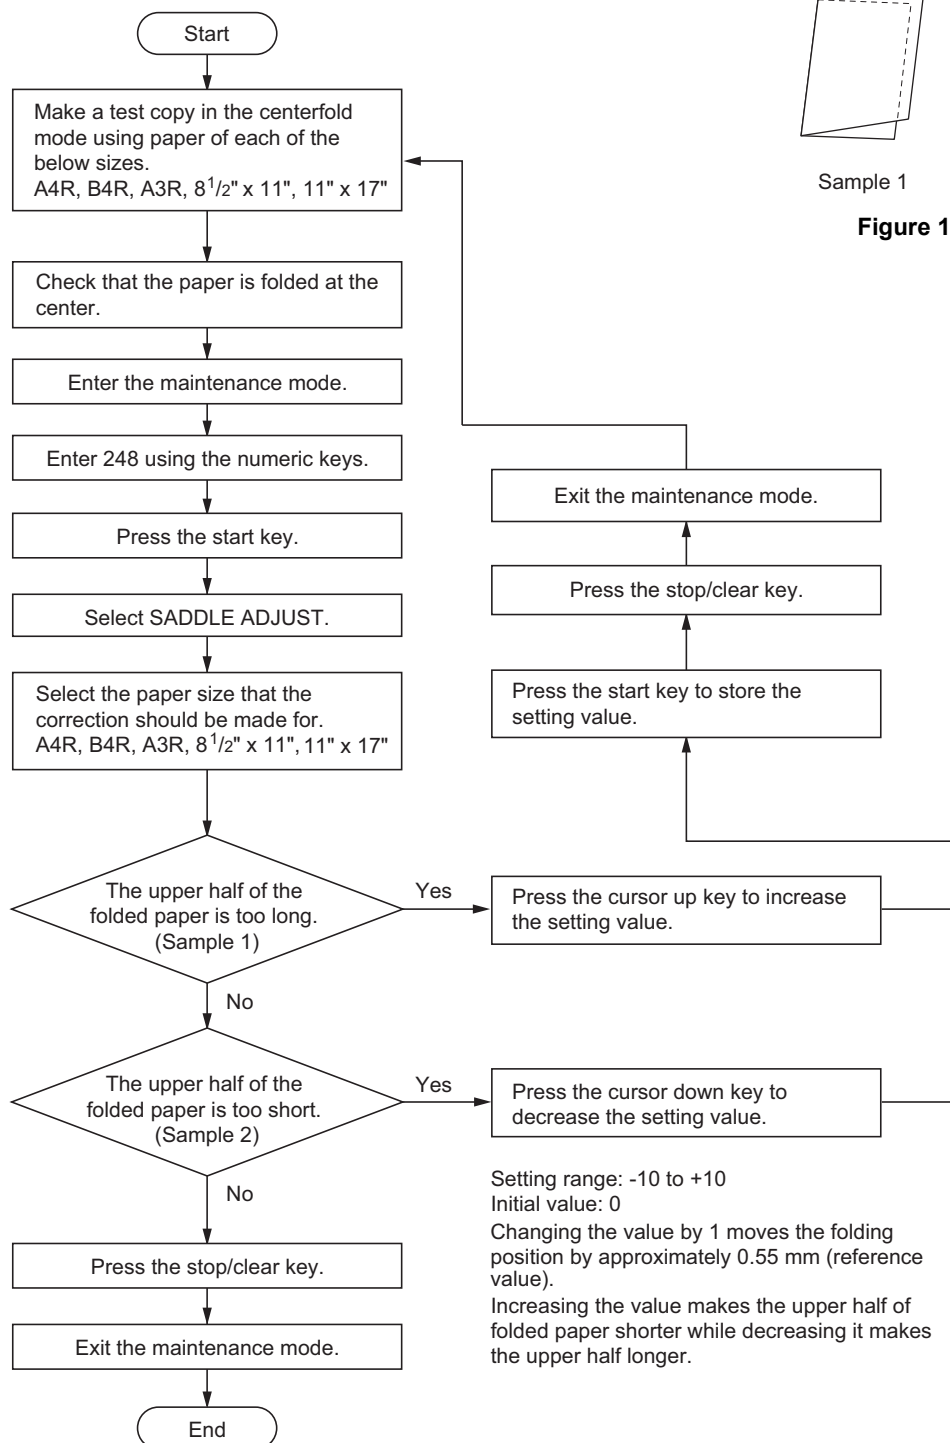 Start
Make a test copy in the centerfold
mode using paper of each of the
below sizes.
A4R, B4R, A3R, 8 1/2" x 11", 11" x 17"
Check that the paper is folded at the
center.
Enter the maintenance mode.
Enter 248 using the numeric keys.
Press the start key.
Select SADDLE ADJUST.
Select the paper size that the
correction should be made for.
A4R, B4R, A3R, 8 1/2" x 11", 11" x 17"
The upper half of the
folded paper is too long.
(Sample 1)
Yes
Press the cursor up key to increase
the setting value.
No
The upper half of the
folded paper is too short.
(Sample 2)
Yes
Press the cursor down key to
decrease the setting value.
No
Press the stop/clear key.
Exit the maintenance mode.
End
Press the start key to store the
setting value.
Press the stop/clear key.
Exit the maintenance mode.
Setting range: -10 to +10
Initial value: 0
Changing the value by 1 moves the folding
position by approximately 0.55 mm (reference
value).
Increasing the value makes the upper half of
folded paper shorter while decreasing it makes
the upper half longer.
Sample 1
Figure 1